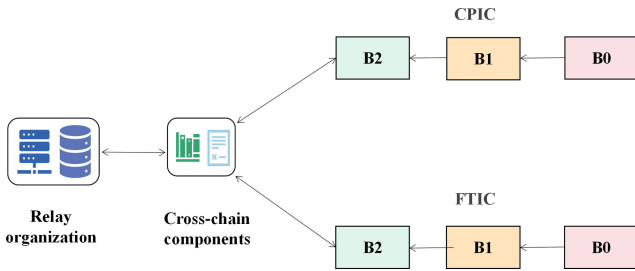 CPIC
B2
B1
B0
Relay
organization
Cross-chain
components
FTIC
B2
B1
B0